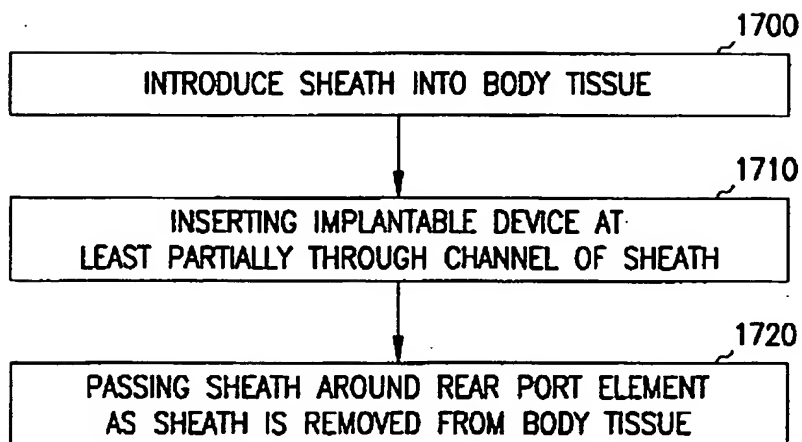 1700
INTRODUCE SHEATH INTO BODY TISSUE
1710
INSERTING IMPLANTABLE DEVICE AT
LEAST PARTIALLY THROUGH CHANNEL OF SHEATH
1720
PASSING SHEATH AROUND REAR PORT ELEMENT
AS SHEATH IS REMOVED FROM BODY TISSUE